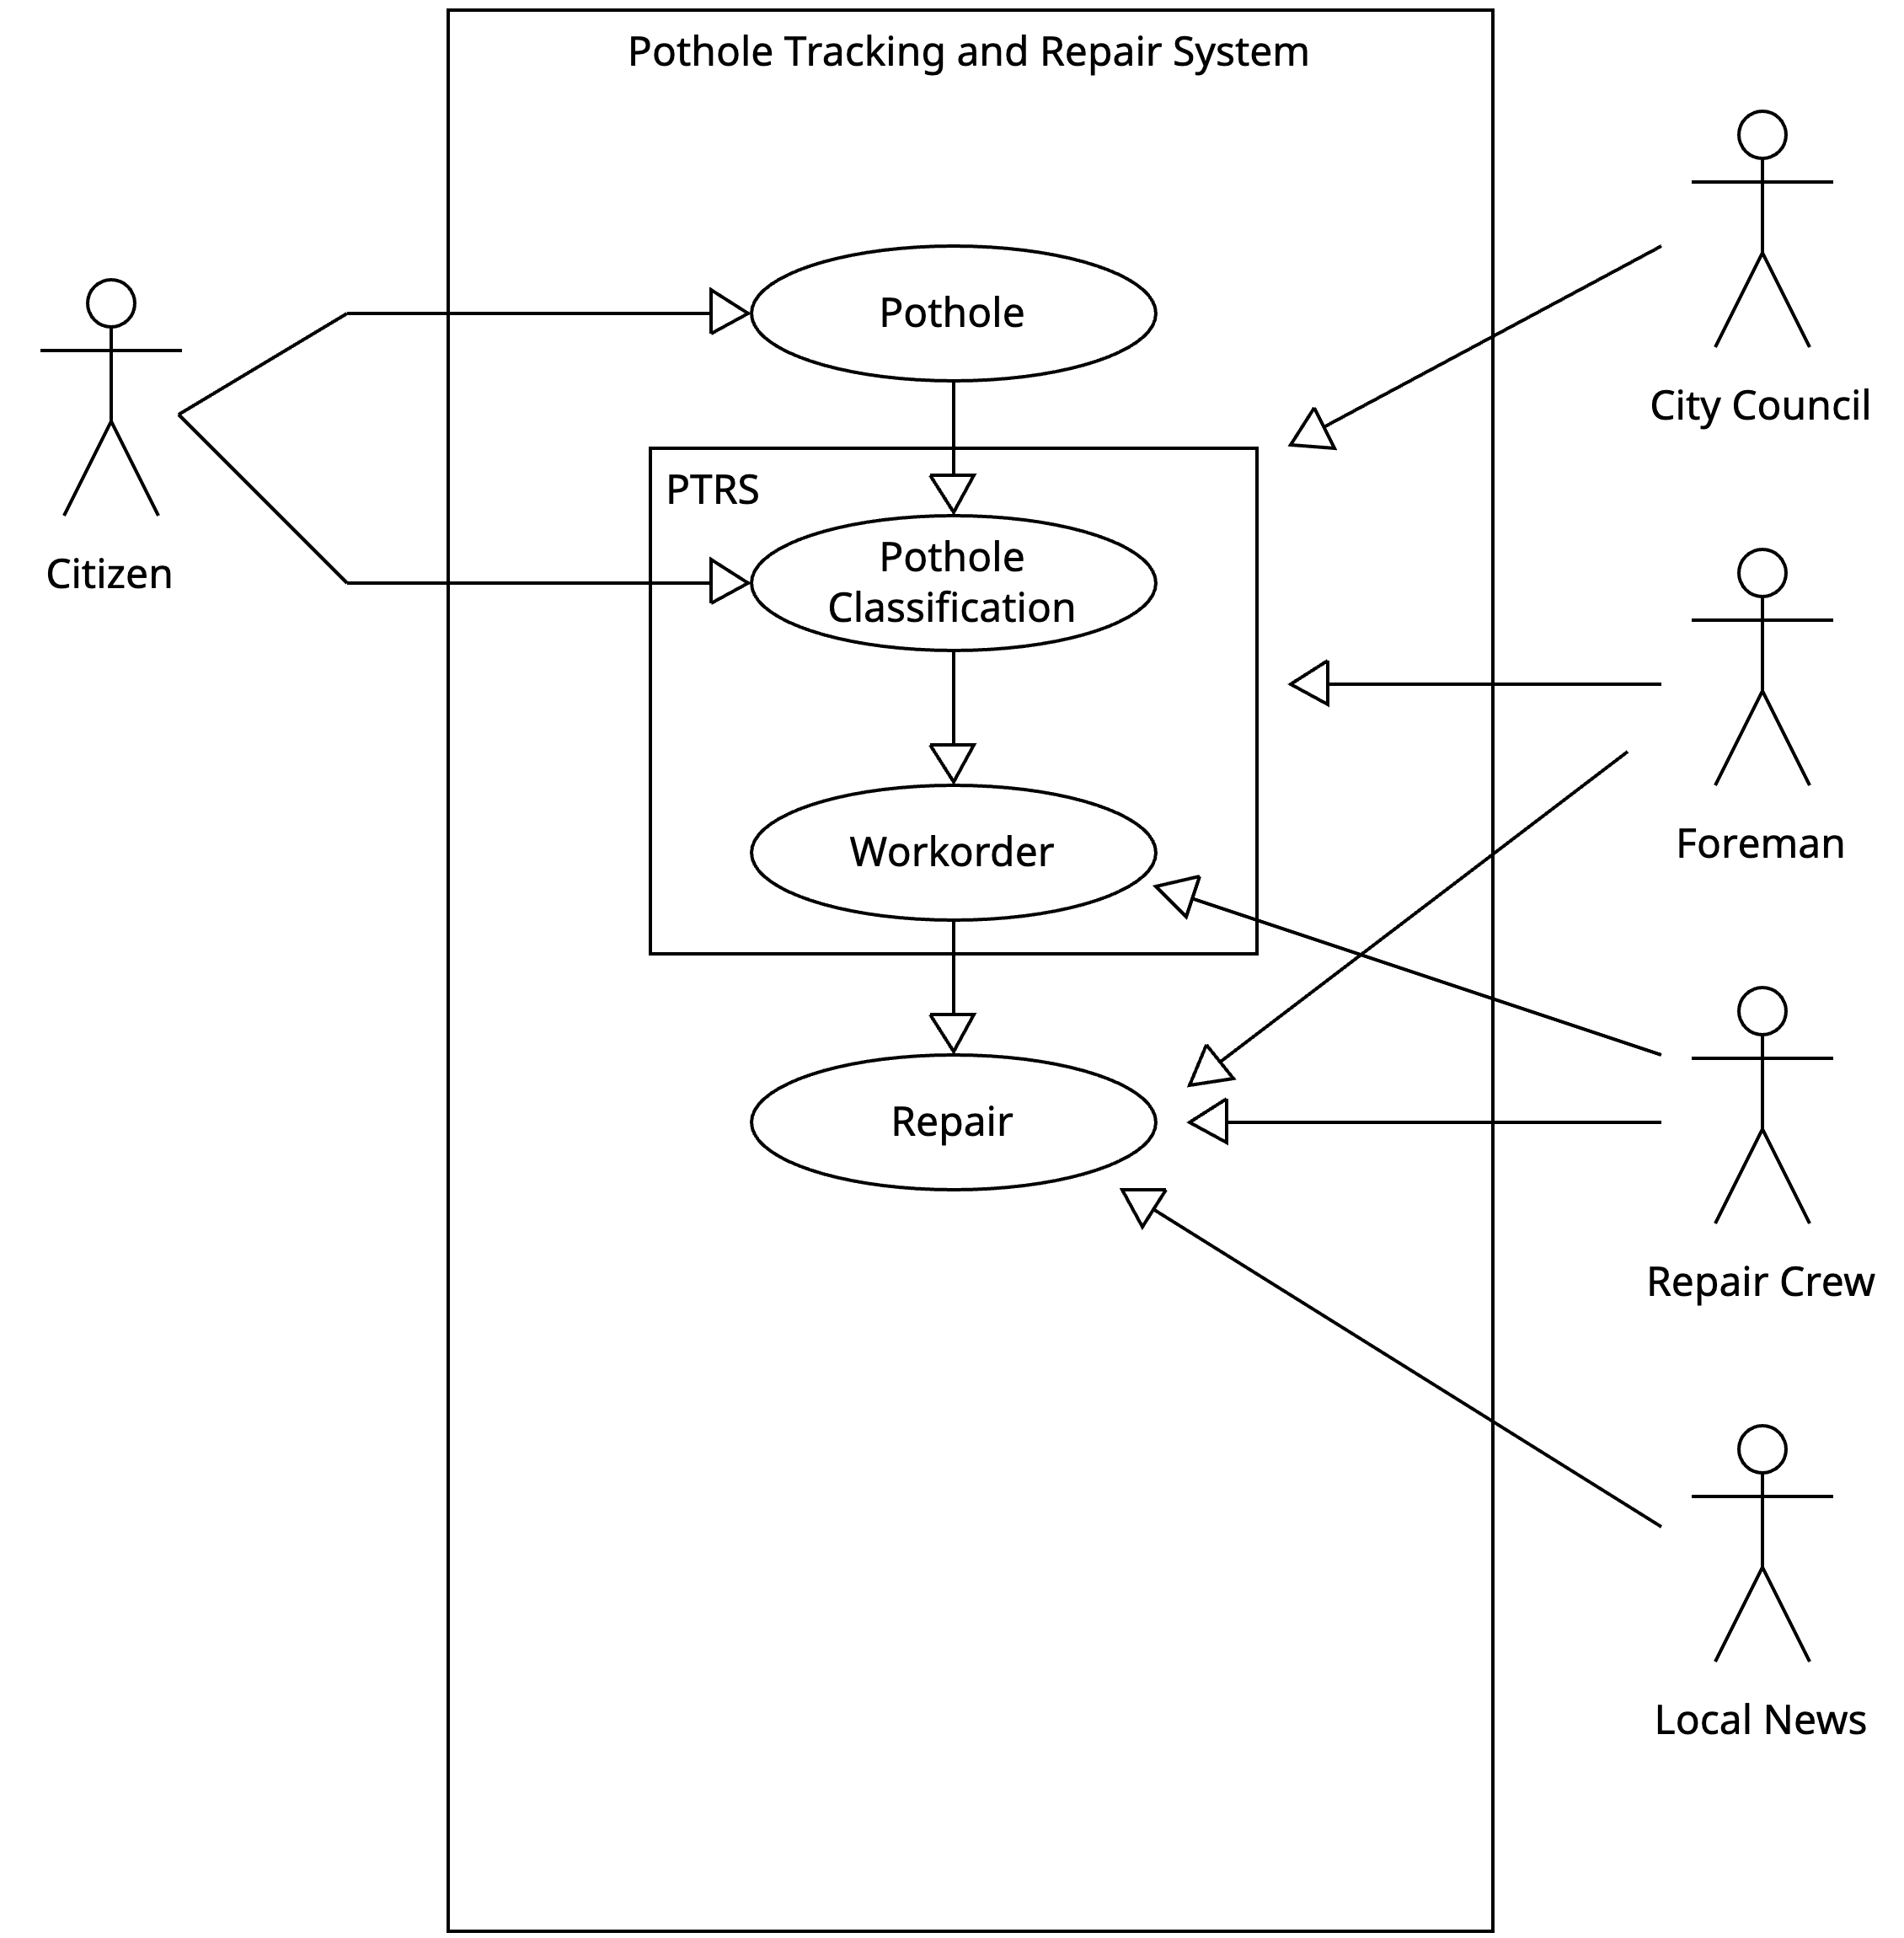 Pothole Tracking and Repair System
Pothole
City Council
PTRS
Pothole
Classification
Citizen
Workorder
Foreman
Repair
Repair Crew
Local News